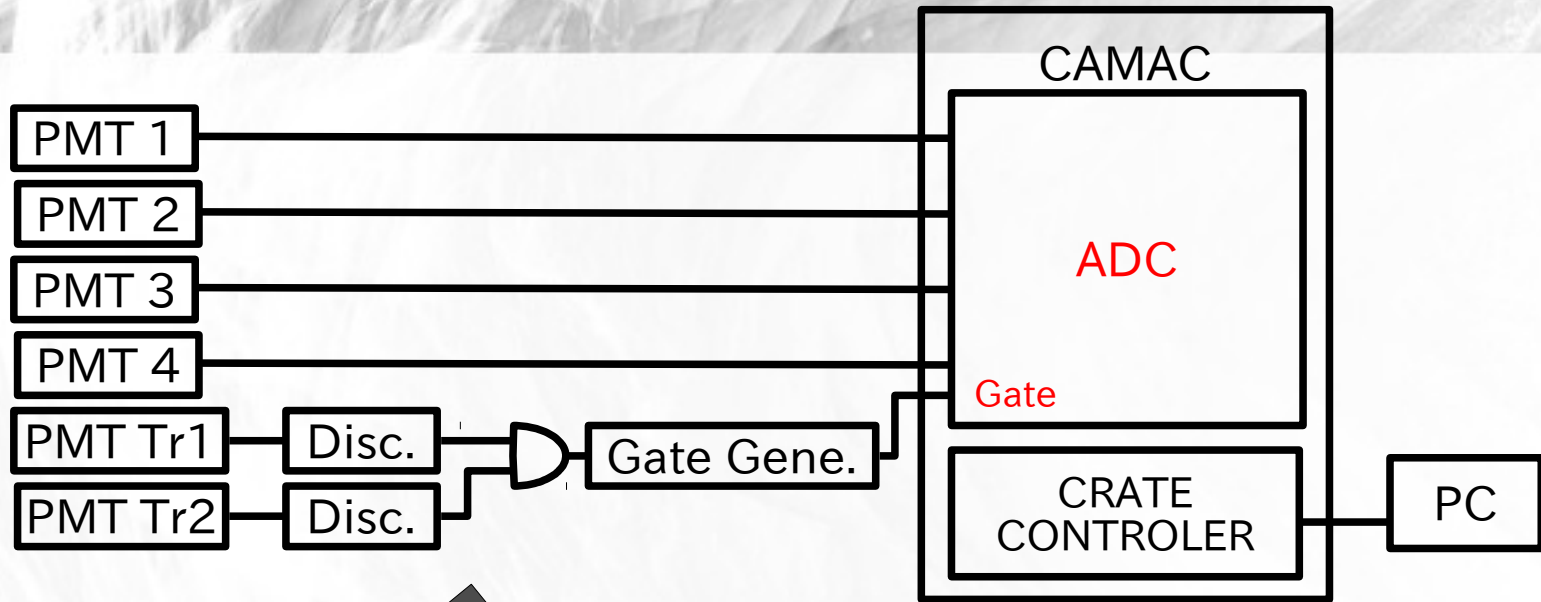 CAMAC
PMT 1
PMT 2
PMT 3
PMT 4
ADC
Gate
PMT Tr1
Disc.
Gate Gene.
PMT Tr2
Disc.
CRATE
CONTROLER
PC